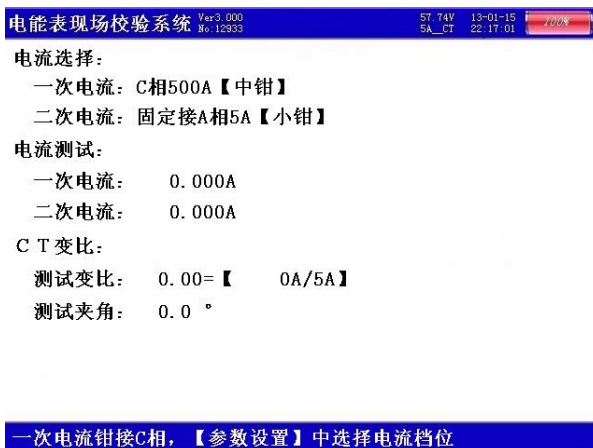 电能表现场校验系统 Ver3.000 57.74V 13-01-15 100%
No:12933 5A__CT 22:17:01
电流选择:
一次电流: C相500A【中钳】
二次电流: 固定接A相5A【小钳】
电流测试:
一次电流: 0.000A
二次电流: 0.000A
CT变比:
测试变比: 0.00=【 0A/5A】
测试夹角: 0.0 °
一次电流钳接C相，【参数设置】中选择电流档位